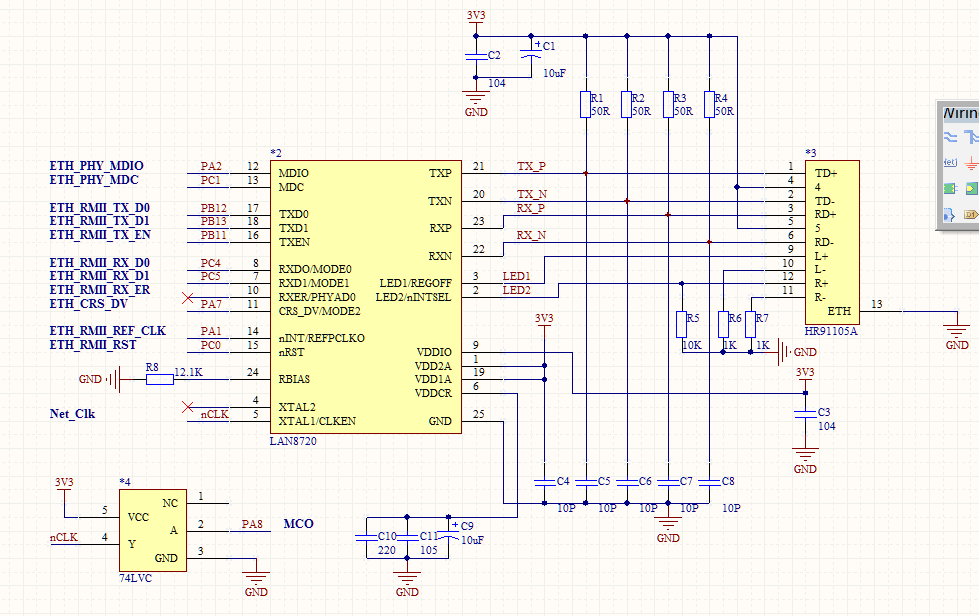 3V3
C2
C1
10uF
104
GND
R1
50R
R2
50R
R3
50R
R4
50R
Wirin
Net
D1
*2
*3
ETH_PHY_MDIO PA2 12 MDIO TXP 21 TX_P 1 TD+
ETH_PHY_MDC PC1 13 MDC 4 4
TXN 20 TX_N 2 TD-
ETH_RMII_TX_D0 PB12 17 TXD0 RX_P 3 RD+
ETH_RMII_TX_D1 PB13 18 TXD1 RXP 23 5 5
ETH_RMII_TX_EN PB11 16 TXEN RX_N 6 RD-
RXN 22 9 L+
ETH_RMII_RX_D0 PC4 8 RXDO/MODE0 10 L-
ETH_RMII_RX_D1 PC5 7 RXD1/MODE1 LED1/REGOFF 3 LED1 12 R+
ETH_RMII_RX_ER 10 RXER/PHYAD0 LED2/nINTSEL 2 LED2 11 R-
ETH_CRS_DV PA7 11 CRS_DV/MODE2 ETH 13
HR91105A
3V3
R5
10K
R6
1K
R7
1K
GND
GND
ETH_RMII_REF_CLK PA1 14 nINT/REFPCLKO
ETH_RMII_RST PC0 15 nRST VDDIO 9
VDD2A 1
GND R8 12.1K 24 RBIAS VDD1A 19
VDDCR 6
3V3
C3
104
GND
4 XTAL2
Net_Clk nCLK 5 XTAL1/CLKEN GND 25
LAN8720
C4
10P
C5
10P
C6
10P
C7
10P
C8
10P
GND
3V3
*4
NC 1
5 VCC
A 2 PA8 MCO
nCLK 4 Y
GND 3
74LVC
GND
C10
220
C11
105
C9
10uF
GND